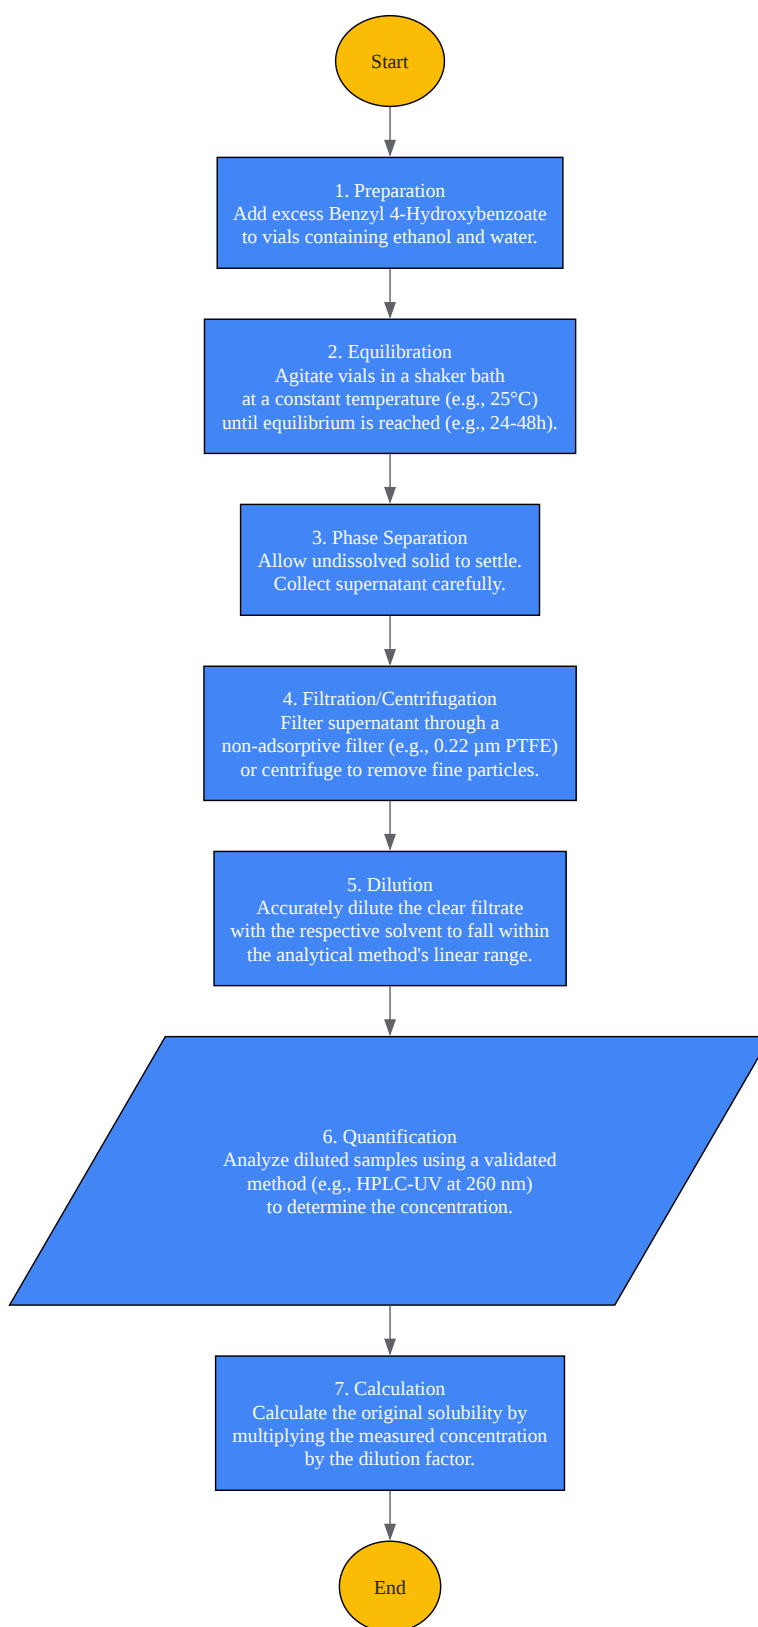 Start
1. Preparation
Add excess Benzyl 4-Hydroxybenzoate
to vials containing ethanol and water.
2. Equilibration
Agitate vials in a shaker bath
at a constant temperature (e.g., 25°C)
until equilibrium is reached (e.g., 24-48h).
3. Phase Separation
Allow undissolved solid to settle.
Collect supernatant carefully.
4. Filtration/Centrifugation
Filter supernatant through a
non-adsorptive filter (e.g., 0.22 µm PTFE)
or centrifuge to remove fine particles.
5. Dilution
Accurately dilute the clear filtrate
with the respective solvent to fall within
the analytical method's linear range.
6. Quantification
Analyze diluted samples using a validated
method (e.g., HPLC-UV at 260 nm)
to determine the concentration.
7. Calculation
Calculate the original solubility by
multiplying the measured concentration
by the dilution factor.
End